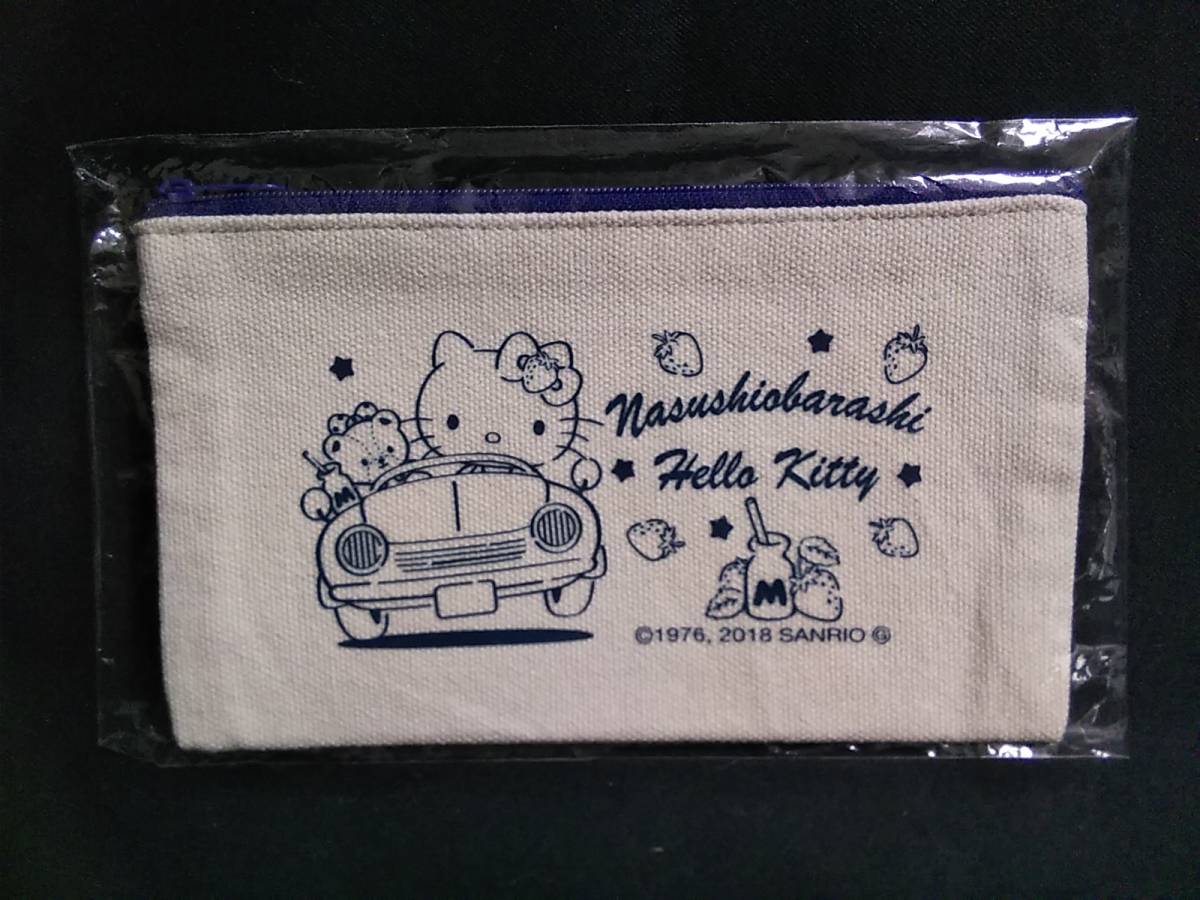 Nasushiobarashi
Hello Kitty
M
M
©1976, 2018 SANRIO Ⓖ